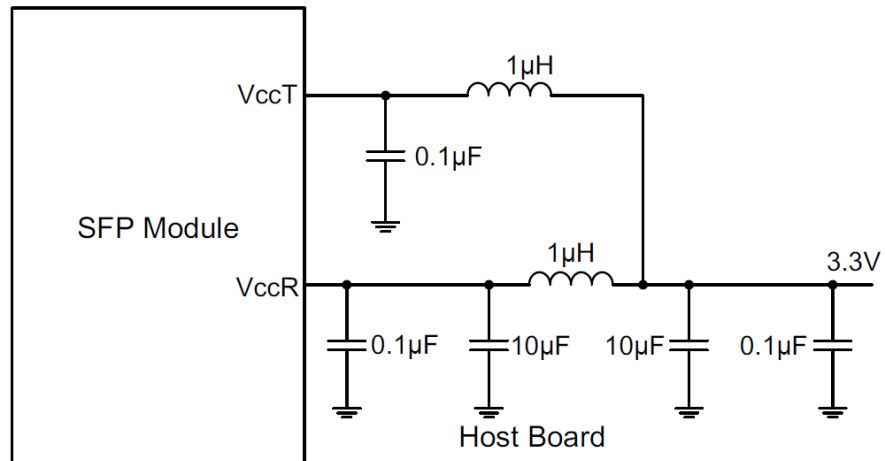 1µH
VccT
0.1µF
SFP Module
1µH
3.3V
VccR
0.1µF
10µF
10µF
0.1µF
Host Board